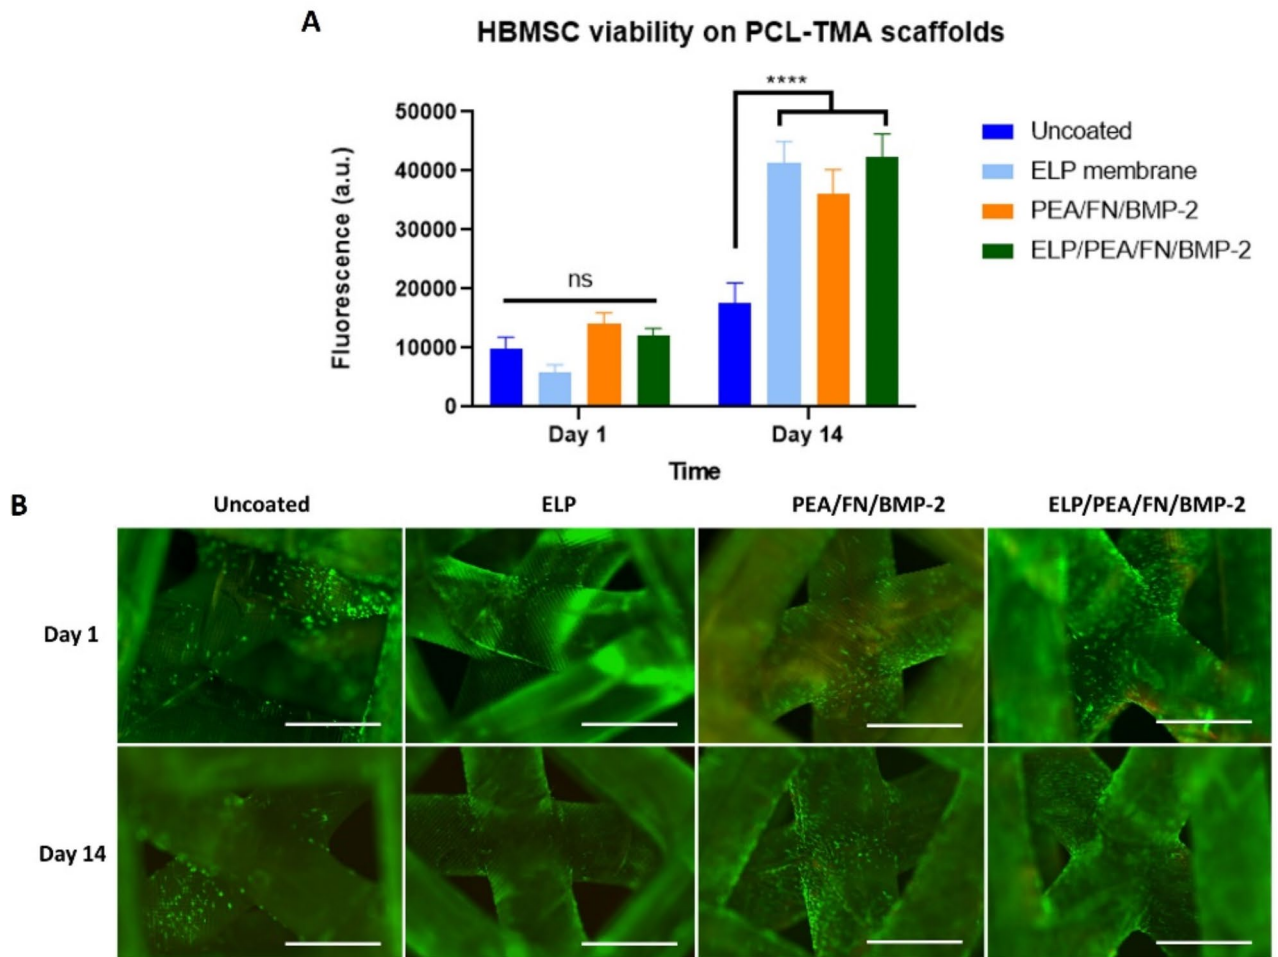 A
HBMSC viability on PCL-TMA scaffolds
****
50000
40000
30000
20000
10000
0
Fluorescence (a.u.)
ns
Day 1
Day 14
Time
Uncoated
ELP membrane
PEA/FN/BMP-2
ELP/PEA/FN/BMP-2
B
Uncoated
ELP
PEA/FN/BMP-2
ELP/PEA/FN/BMP-2
Day 1
Day 14